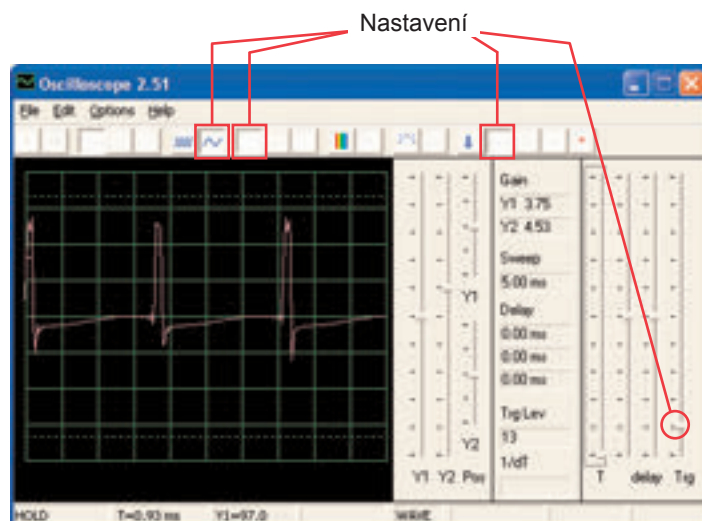 Nastavení
Oscilloscope 2.51
File Edit Options Help
Gain
Y1 3.75
Y2 4.53
Sweep
5.00 ms
Delay
0.00 ms
0.00 ms
0.00 ms
Trg Lev
13
1/dT
Y1
Y2
Y1 Y2 Pos
T delay Trg
HOLD T=0.93 ms Y1=97.0 WAVE